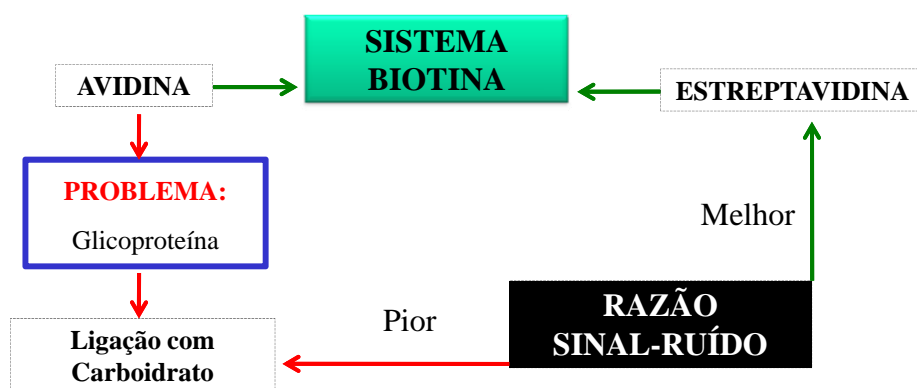 SISTEMA
BIOTINA
AVIDINA
ESTREPTAVIDINA
PROBLEMA:
Glicoproteína
Melhor
Ligação com
Carboidrato
Pior
RAZÃO
SINAL-RUÍDO